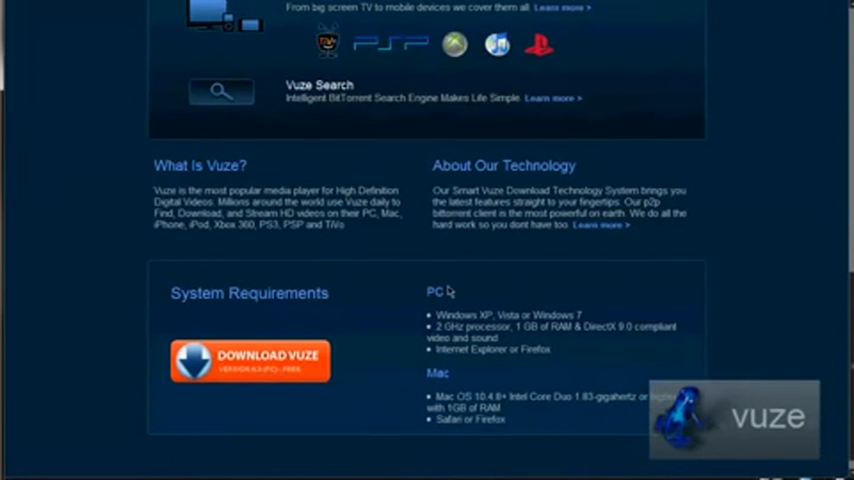 From big screen TV to mobile devices we cover them all. Learn more >
TiVo PSP
Vuze Search
Intelligent BitTorrent Search Engine Makes Life Simple. Learn more >
What Is Vuze?
Vuze is the most popular media player for High Definition
Digital Videos. Millions around the world use Vuze daily to
Find, Download, and Stream HD videos on their PC, Mac,
iPhone, iPod, Xbox 360, PS3, PSP and TiVo
About Our Technology
Our Smart Vuze Download Technology System brings you
the latest features straight to your fingertips. Our p2p
bittorrent client is the most powerful on earth. We do all the
hard work so you dont have too. Learn more >
System Requirements
DOWNLOAD VUZE
(PC) - FREE
PC
Windows XP, Vista or Windows 7
2 GHz processor, 1 GB of RAM & DirectX 9.0 compliant
video and sound
Internet Explorer or Firefox
Mac
Mac OS 10.4.8+ Intel Core Duo 1.83-gigahertz or
with 1GB of RAM
Safari or Firefox
vuze